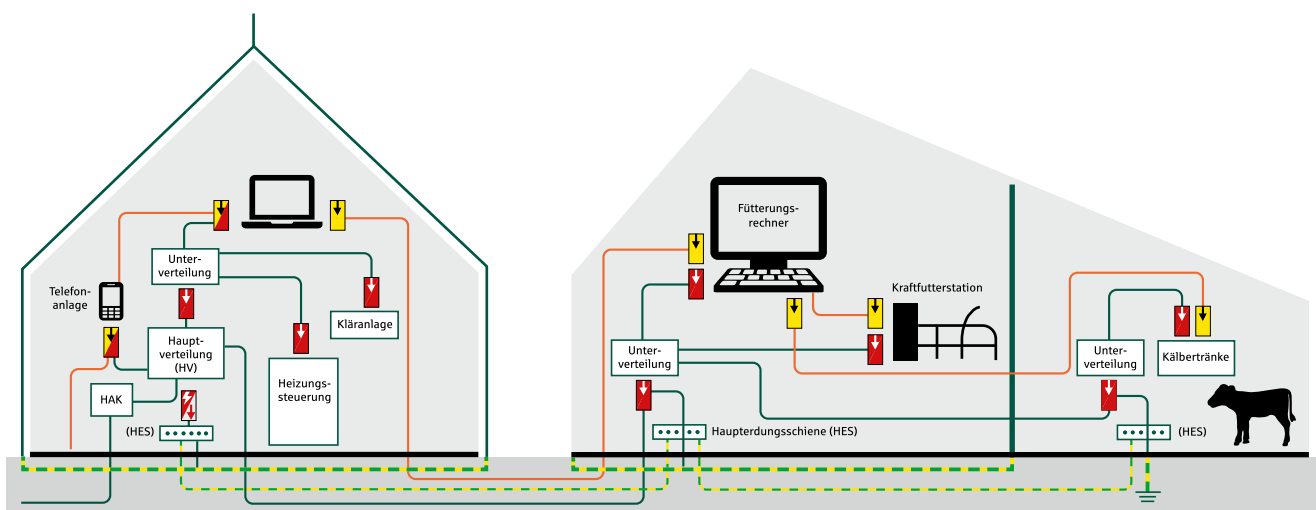 Telefon-
anlage
Unter-
verteilung
Haupt-
verteilung
(HV)
HAK
(HES)
Kläranlage
Heizungs-
steuerung
Fütterungs-
rechner
Kraftfutterstation
Unter-
verteilung
Haupterdungsschiene (HES)
Unter-
verteilung
Kälbertränke
(HES)